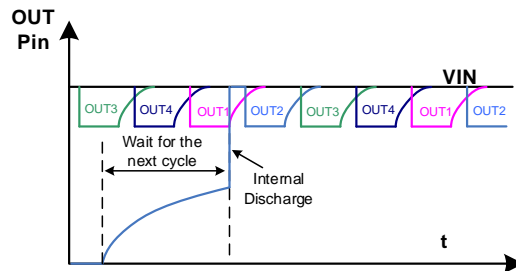 OUT
Pin
VIN
OUT3 OUT4 OUT1 OUT2 OUT3 OUT4 OUT1 OUT2
Wait for the
next cycle
Internal
Discharge
t